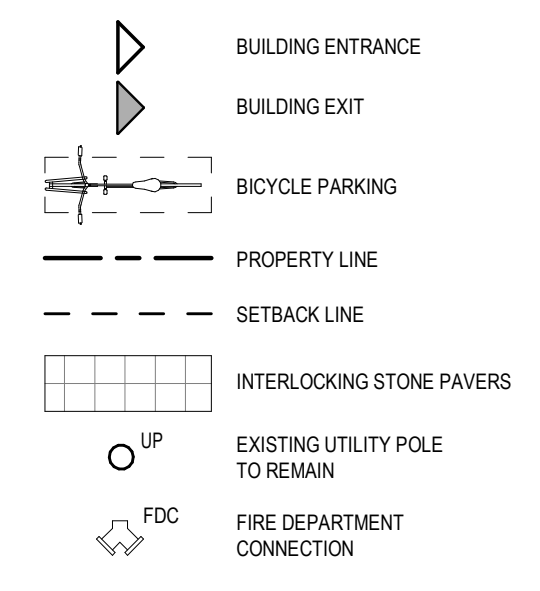 BUILDING ENTRANCE
BUILDING EXIT
BICYCLE PARKING
PROPERTY LINE
SETBACK LINE
INTERLOCKING STONE PAVERS
UP
EXISTING UTILITY POLE
TO REMAIN
FDC
FIRE DEPARTMENT
CONNECTION